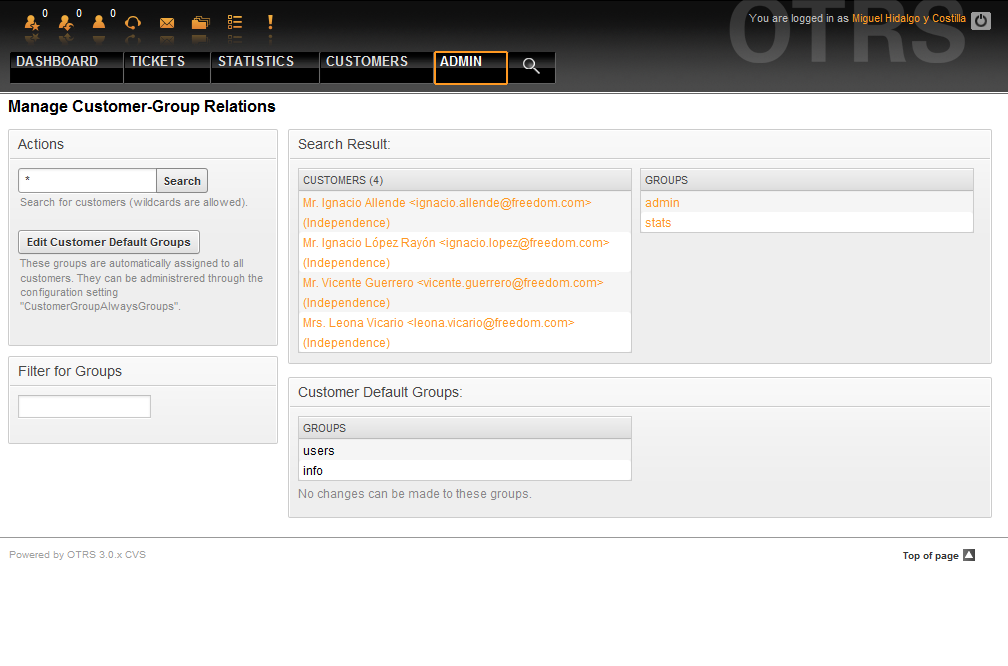 0 0 0
You are logged in as Miguel Hidalgo y Costilla
OTRS
DASHBOARD TICKETS STATISTICS CUSTOMERS ADMIN
Manage Customer-Group Relations
Actions
* Search
Search for customers (wildcards are allowed).
Edit Customer Default Groups
These groups are automatically assigned to all
customers. They can be administrered through the
configuration setting
"CustomerGroupAlwaysGroups".
Filter for Groups
Search Result:
CUSTOMERS (4)
Mr. Ignacio Allende <ignacio.allende@freedom.com>
(Independence)
Mr. Ignacio López Rayón <ignacio.lopez@freedom.com>
(Independence)
Mr. Vicente Guerrero <vicente.guerrero@freedom.com>
(Independence)
Mrs. Leona Vicario <leona.vicario@freedom.com>
(Independence)
GROUPS
admin
stats
Customer Default Groups:
GROUPS
users
info
No changes can be made to these groups.
Powered by OTRS 3.0.x CVS
Top of page